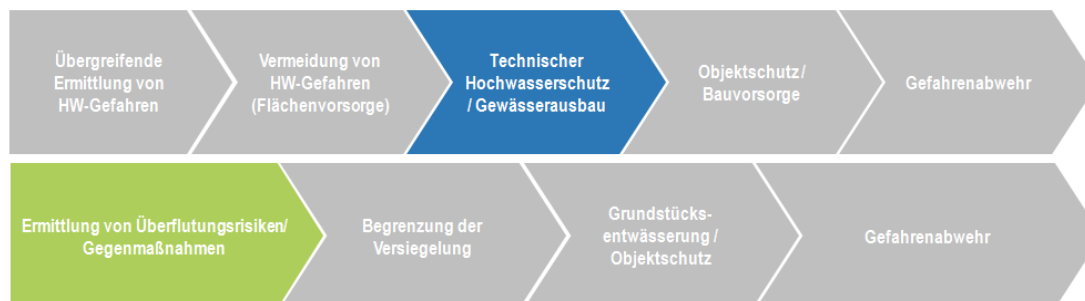 Übergreifende
Ermittlung von
HW-Gefahren
Vermeidung von
HW-Gefahren
(Flächenvorsorge)
Technischer
Hochwasserschutz
/ Gewässerausbau
Objektschutz /
Bauvorsorge
Gefahrenabwehr
Ermittlung von Überflutungsrisiken/
Gegenmaßnahmen
Begrenzung der
Versiegelung
Grundstücks-
entwässerung /
Objektschutz
Gefahrenabwehr